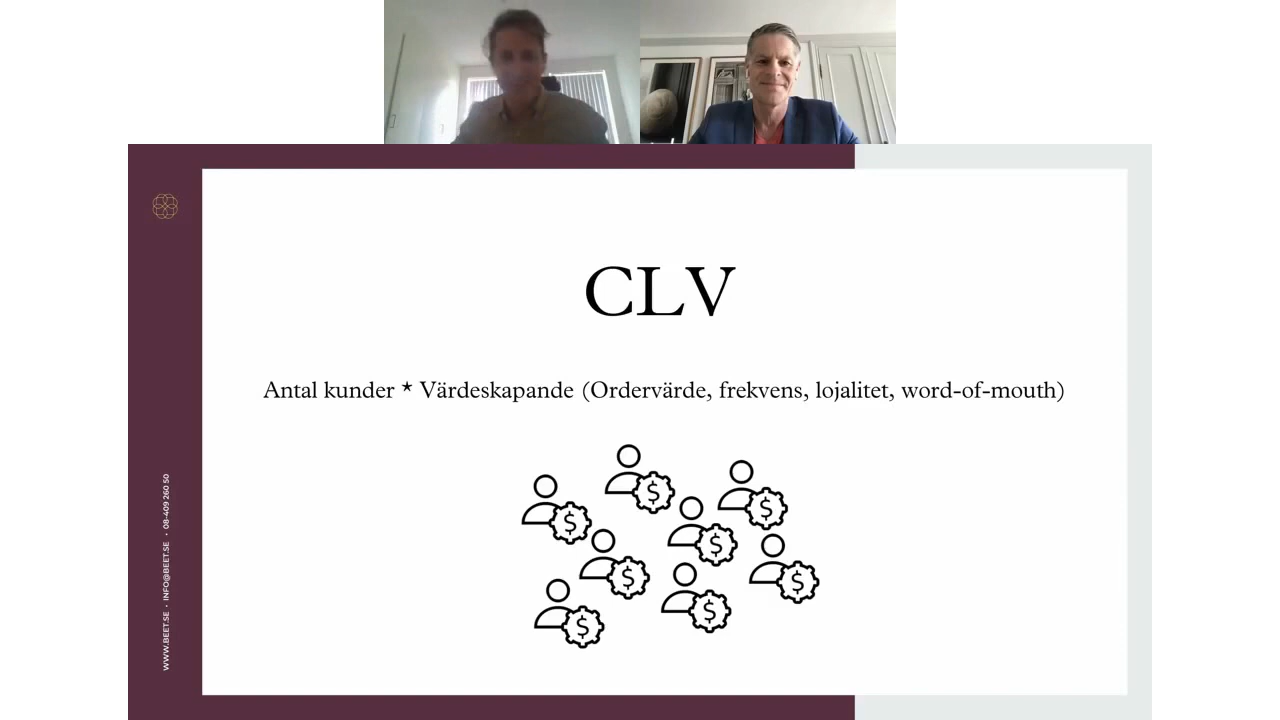 CLV
Antal kunder * Värdeskapande (Ordervärde, frekvens, lojalitet, word-of-mouth)
$
$
$
$
$
$
$
$
WWW.BEET.SE • INFO@BEET.SE • 08-409 260 50